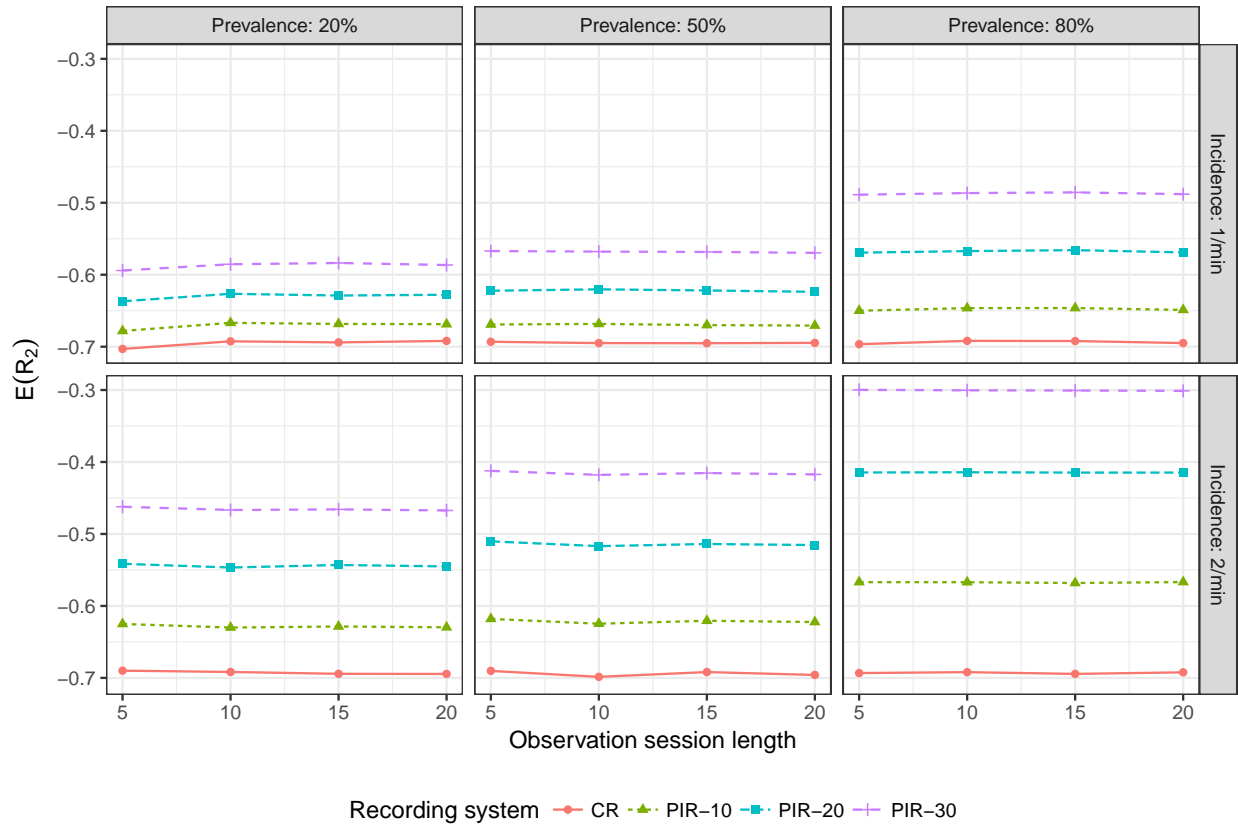 Prevalence: 20% Prevalence: 50% Prevalence: 80%
−0.3
−0.4
−0.5
−0.6
−0.7
Incidence: 1/min
−0.3
−0.4
−0.5
−0.6
−0.7
Incidence: 2/min
E(R₂)
5 10 15 20 5 10 15 20 5 10 15 20
Observation session length
Recording system CR PIR−10 PIR−20 PIR−30